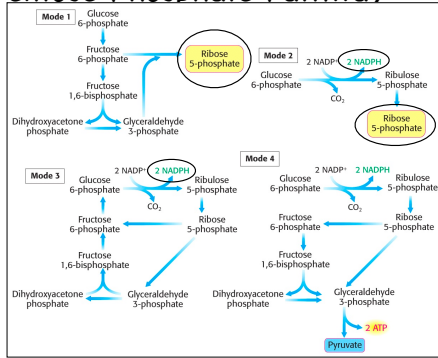 Mode 1
Glucose
6-phosphate
Fructose
6-phosphate
Ribose
5-phosphate
Fructose
1,6-bisphosphate
Dihydroxyacetone
phosphate
Glyceraldehyde
3-phosphate
Mode 2
2 NADP⁺
2 NADPH
Glucose
6-phosphate
Ribulose
5-phosphate
CO₂
Ribose
5-phosphate
Mode 3
2 NADP⁺
2 NADPH
Glucose
6-phosphate
Ribulose
5-phosphate
CO₂
Fructose
6-phosphate
Ribose
5-phosphate
Fructose
1,6-bisphosphate
Dihydroxyacetone
phosphate
Glyceraldehyde
3-phosphate
Mode 4
2 NADP⁺
2 NADPH
Glucose
6-phosphate
Ribulose
5-phosphate
CO₂
Fructose
6-phosphate
Ribose
5-phosphate
Fructose
1,6-bisphosphate
Dihydroxyacetone
phosphate
Glyceraldehyde
3-phosphate
2 ATP
Pyruvate